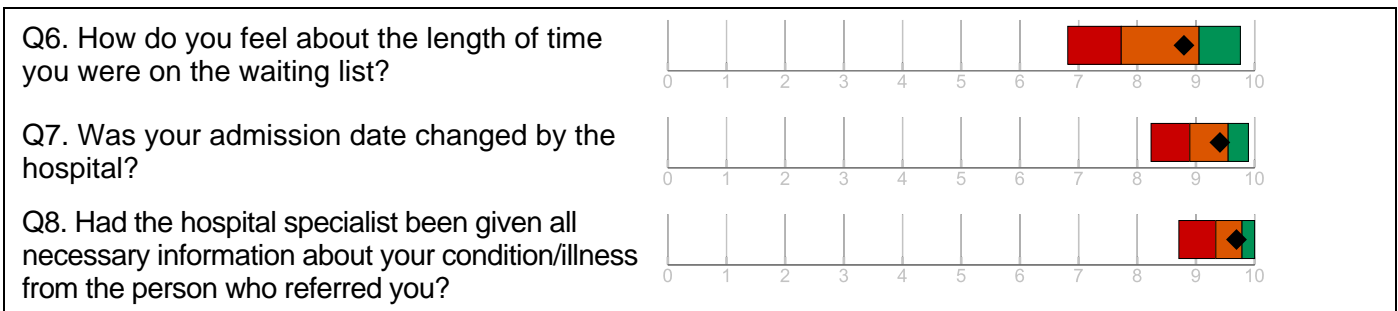 Q6. How do you feel about the length of time
you were on the waiting list?
0 1 2 3 4 5 6 7 8 9 10
Q7. Was your admission date changed by the
hospital?
0 1 2 3 4 5 6 7 8 9 10
Q8. Had the hospital specialist been given all
necessary information about your condition/illness
from the person who referred you?
0 1 2 3 4 5 6 7 8 9 10